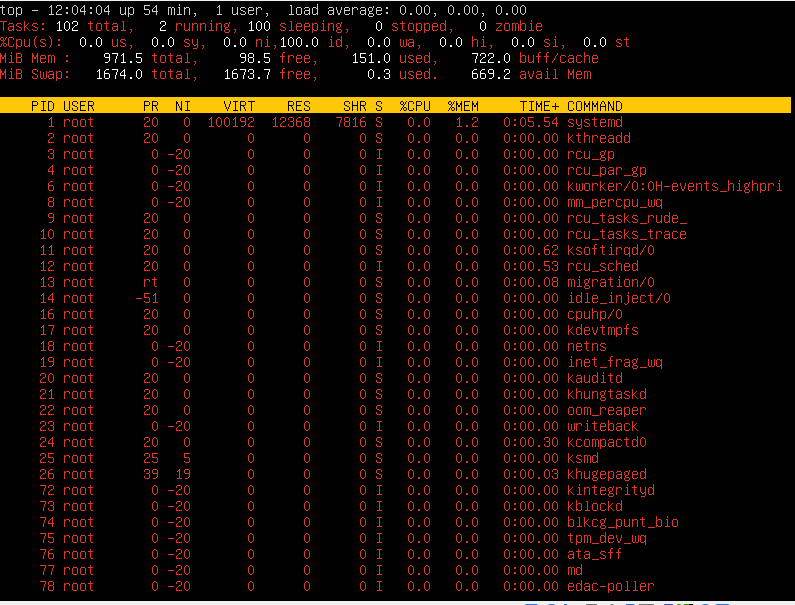 top - 12:04:04 up 54 min,  1 user,  load average: 0.00, 0.00, 0.00
Tasks: 102 total,   2 running, 100 sleeping,   0 stopped,   0 zombie
%Cpu(s):  0.0 us,  0.0 sy,  0.0 ni,100.0 id,  0.0 wa,  0.0 hi,  0.0 si,  0.0 st
MiB Mem :    971.5 total,     98.5 free,    151.0 used,    722.0 buff/cache
MiB Swap:   1674.0 total,   1673.7 free,      0.3 used.    669.2 avail Mem
PID USER      PR  NI    VIRT    RES    SHR S  %CPU  %MEM     TIME+ COMMAND
1 root      20   0  100192  12368   7816 S   0.0   1.2   0:05.54 systemd
2 root      20   0       0      0      0 S   0.0   0.0   0:00.00 kthreadd
3 root       0 -20       0      0      0 I   0.0   0.0   0:00.00 rcu_gp
4 root       0 -20       0      0      0 I   0.0   0.0   0:00.00 rcu_par_gp
6 root       0 -20       0      0      0 I   0.0   0.0   0:00.00 kworker/0:0H-events_highpri
8 root       0 -20       0      0      0 I   0.0   0.0   0:00.00 mm_percpu_wq
9 root      20   0       0      0      0 S   0.0   0.0   0:00.00 rcu_tasks_rude_
10 root      20   0       0      0      0 S   0.0   0.0   0:00.00 rcu_tasks_trace
11 root      20   0       0      0      0 S   0.0   0.0   0:00.62 ksoftirqd/0
12 root      20   0       0      0      0 I   0.0   0.0   0:00.53 rcu_sched
13 root      rt   0       0      0      0 S   0.0   0.0   0:00.08 migration/0
14 root     -51   0       0      0      0 S   0.0   0.0   0:00.00 idle_inject/0
16 root      20   0       0      0      0 S   0.0   0.0   0:00.00 cpuhp/0
17 root      20   0       0      0      0 S   0.0   0.0   0:00.00 kdevtmpfs
18 root       0 -20       0      0      0 I   0.0   0.0   0:00.00 netns
19 root       0 -20       0      0      0 I   0.0   0.0   0:00.00 inet_frag_wq
20 root      20   0       0      0      0 S   0.0   0.0   0:00.00 kauditd
21 root      20   0       0      0      0 S   0.0   0.0   0:00.00 khungtaskd
22 root      20   0       0      0      0 S   0.0   0.0   0:00.00 oom_reaper
23 root       0 -20       0      0      0 I   0.0   0.0   0:00.00 writeback
24 root      20   0       0      0      0 S   0.0   0.0   0:00.30 kcompactd0
25 root      25   5       0      0      0 S   0.0   0.0   0:00.00 ksmd
26 root      39  19       0      0      0 S   0.0   0.0   0:00.03 khugepaged
72 root       0 -20       0      0      0 I   0.0   0.0   0:00.00 kintegrityd
73 root       0 -20       0      0      0 I   0.0   0.0   0:00.00 kblockd
74 root       0 -20       0      0      0 I   0.0   0.0   0:00.00 blkcg_punt_bio
75 root       0 -20       0      0      0 I   0.0   0.0   0:00.00 tpm_dev_wq
76 root       0 -20       0      0      0 I   0.0   0.0   0:00.00 ata_sff
77 root       0 -20       0      0      0 I   0.0   0.0   0:00.00 md
78 root       0 -20       0      0      0 I   0.0   0.0   0:00.00 edac-poller